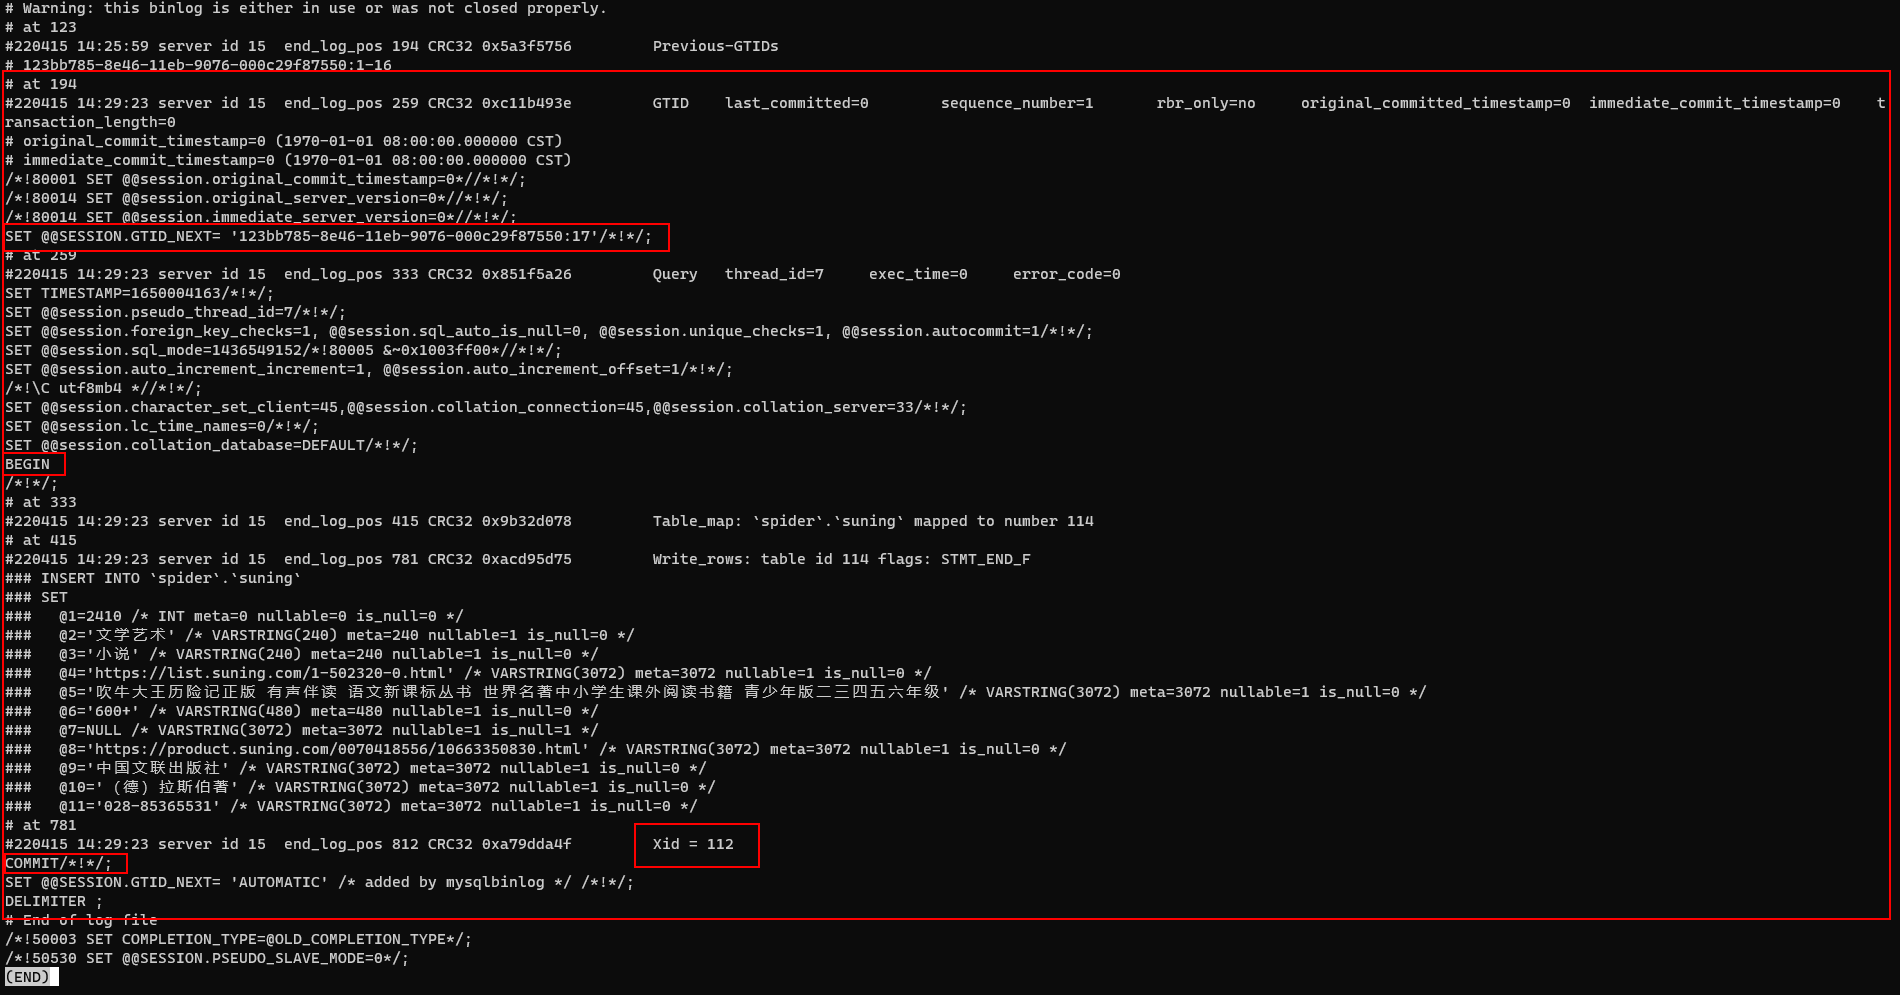 # Warning: this binlog is either in use or was not closed properly.
# at 123
#220415 14:25:59 server id 15  end_log_pos 194 CRC32 0x5a3f5756         Previous-GTIDs
# 123bb785-8e46-11eb-9076-000c29f87550:1-16
# at 194
#220415 14:29:23 server id 15  end_log_pos 259 CRC32 0xc11b493e         GTID    last_committed=0        sequence_number=1       rbr_only=no     original_committed_timestamp=0  immediate_commit_timestamp=0    t
ransaction_length=0
# original_commit_timestamp=0 (1970-01-01 08:00:00.000000 CST)
# immediate_commit_timestamp=0 (1970-01-01 08:00:00.000000 CST)
/*!80001 SET @@session.original_commit_timestamp=0*//*!*/;
/*!80014 SET @@session.original_server_version=0*//*!*/;
/*!80014 SET @@session.immediate_server_version=0*//*!*/;
SET @@SESSION.GTID_NEXT= '123bb785-8e46-11eb-9076-000c29f87550:17'/*!*/;
# at 259
#220415 14:29:23 server id 15  end_log_pos 333 CRC32 0x851f5a26         Query   thread_id=7     exec_time=0     error_code=0
SET TIMESTAMP=1650004163/*!*/;
SET @@session.pseudo_thread_id=7/*!*/;
SET @@session.foreign_key_checks=1, @@session.sql_auto_is_null=0, @@session.unique_checks=1, @@session.autocommit=1/*!*/;
SET @@session.sql_mode=1436549152/*!80005 &~0x1003ff00*//*!*/;
SET @@session.auto_increment_increment=1, @@session.auto_increment_offset=1/*!*/;
/*!\C utf8mb4 *//*!*/;
SET @@session.character_set_client=45,@@session.collation_connection=45,@@session.collation_server=33/*!*/;
SET @@session.lc_time_names=0/*!*/;
SET @@session.collation_database=DEFAULT/*!*/;
BEGIN
/*!*/;
# at 333
#220415 14:29:23 server id 15  end_log_pos 415 CRC32 0x9b32d078         Table_map: `spider`.`suning` mapped to number 114
# at 415
#220415 14:29:23 server id 15  end_log_pos 781 CRC32 0xacd95d75         Write_rows: table id 114 flags: STMT_END_F
### INSERT INTO `spider`.`suning`
### SET
###   @1=2410 /* INT meta=0 nullable=0 is_null=0 */
###   @2='文学艺术' /* VARSTRING(240) meta=240 nullable=1 is_null=0 */
###   @3='小说' /* VARSTRING(240) meta=240 nullable=1 is_null=0 */
###   @4='https://list.suning.com/1-502320-0.html' /* VARSTRING(3072) meta=3072 nullable=1 is_null=0 */
###   @5='吹牛大王历险记正版 有声伴读 语文新课标丛书 世界名著中小学生课外阅读书籍 青少年版二三四五六年级' /* VARSTRING(3072) meta=3072 nullable=1 is_null=0 */
###   @6='600+' /* VARSTRING(480) meta=480 nullable=1 is_null=0 */
###   @7=NULL /* VARSTRING(3072) meta=3072 nullable=1 is_null=1 */
###   @8='https://product.suning.com/0070418556/10663350830.html' /* VARSTRING(3072) meta=3072 nullable=1 is_null=0 */
###   @9='中国文联出版社' /* VARSTRING(3072) meta=3072 nullable=1 is_null=0 */
###   @10='（德）拉斯伯著' /* VARSTRING(3072) meta=3072 nullable=1 is_null=0 */
###   @11='028-85365531' /* VARSTRING(3072) meta=3072 nullable=1 is_null=0 */
# at 781
#220415 14:29:23 server id 15  end_log_pos 812 CRC32 0xa79dda4f         Xid = 112
COMMIT/*!*/;
SET @@SESSION.GTID_NEXT= 'AUTOMATIC' /* added by mysqlbinlog */ /*!*/;
DELIMITER ;
# End of log file
/*!50003 SET COMPLETION_TYPE=@OLD_COMPLETION_TYPE*/;
/*!50530 SET @@SESSION.PSEUDO_SLAVE_MODE=0*/;
(END)